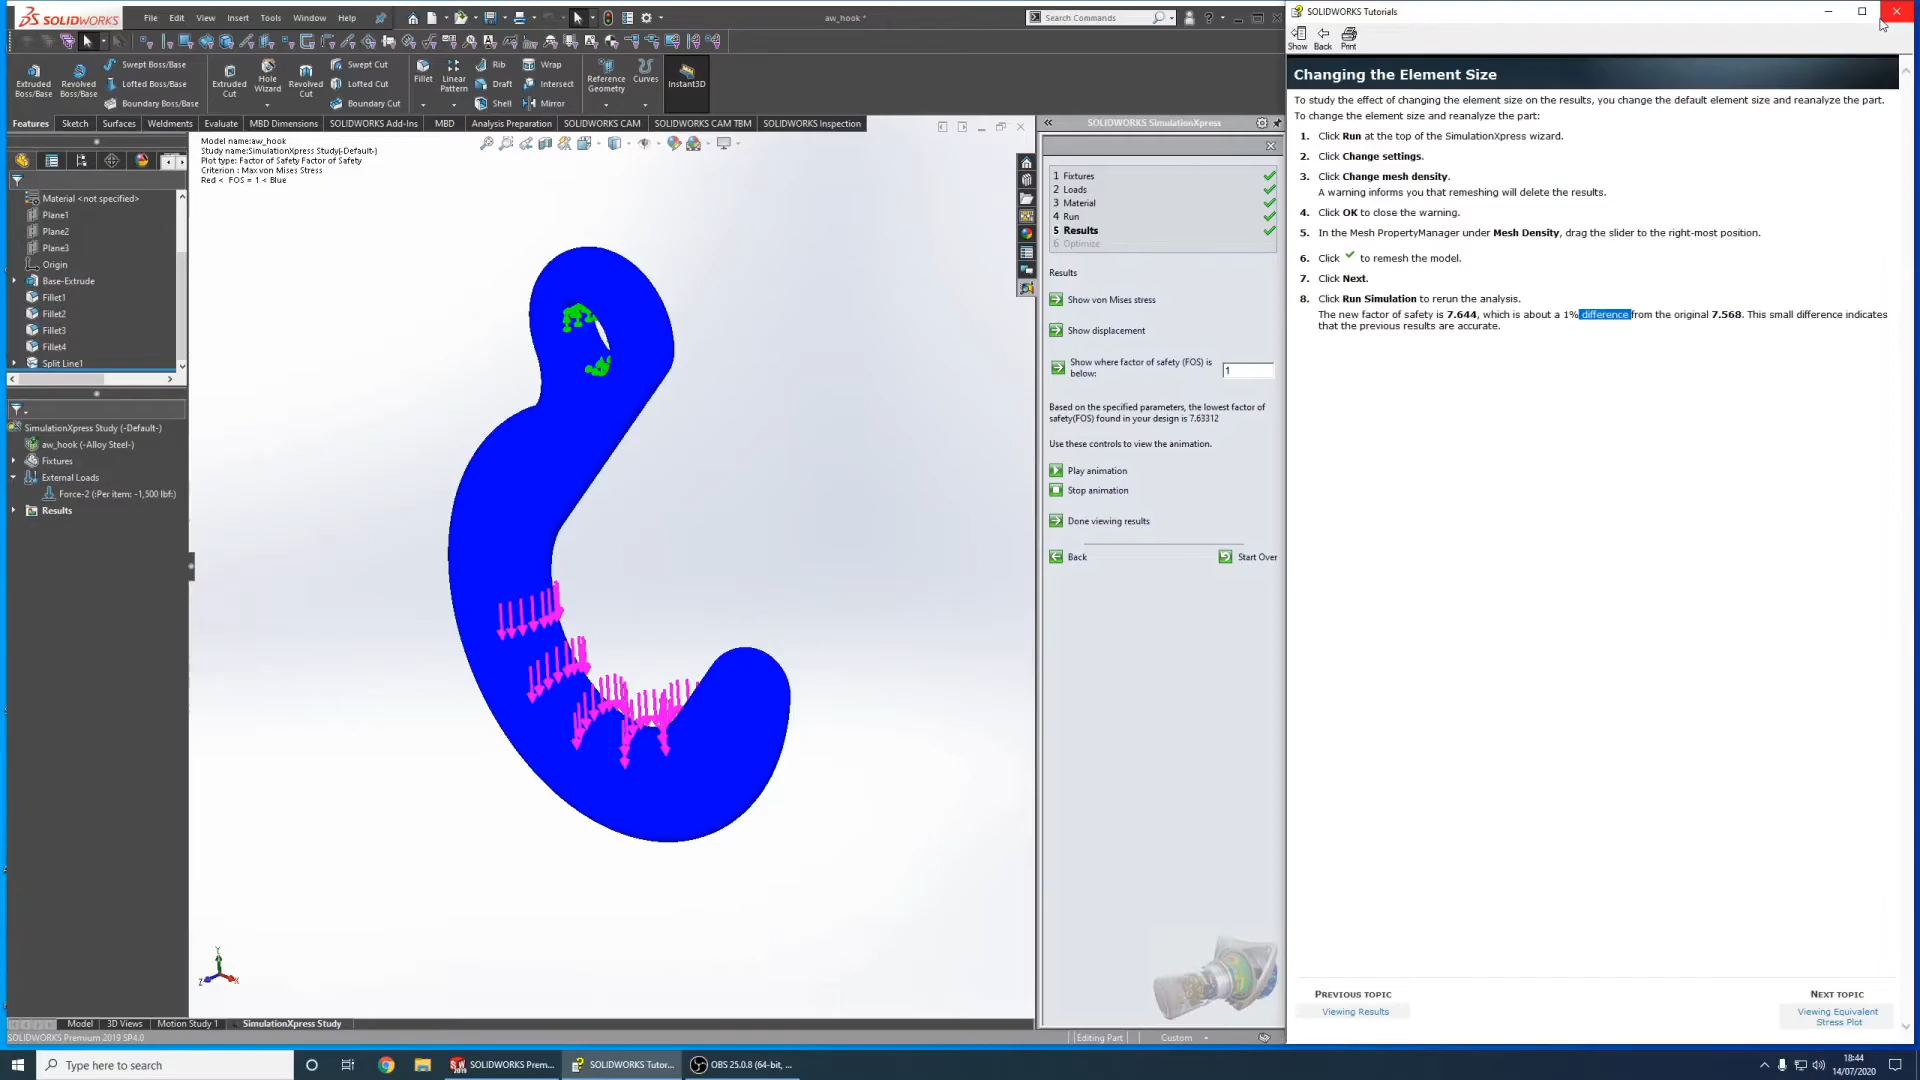 SOLIDWORKS
File Edit View Insert Tools Window Help
aw_hook *
Search Commands
Extruded Boss/Base
Revolved Boss/Base
Swept Boss/Base
Lofted Boss/Base
Boundary Boss/Base
Extruded Cut
Hole Wizard
Revolved Cut
Swept Cut
Lofted Cut
Boundary Cut
Fillet
Linear Pattern
Rib
Draft
Shell
Wrap
Intersect
Mirror
Reference Geometry
Curves
Instant3D
Features Sketch Surfaces Weldments Evaluate MBD Dimensions SOLIDWORKS Add-Ins MBD Analysis Preparation SOLIDWORKS CAM SOLIDWORKS CAM TBM SOLIDWORKS Inspection
Material <not specified>
Plane1
Plane2
Plane3
Origin
Base-Extrude
Fillet1
Fillet2
Fillet3
Fillet4
Split Line1
SimulationXpress Study (-Default-)
aw_hook (-Alloy Steel-)
Fixtures
External Loads
Force-2 (:Per item: -1,500 lbf:)
Results
Model name:aw_hook
Study name:SimulationXpress Study(-Default-)
Plot type: Factor of Safety Factor of Safety
Criterion : Max von Mises Stress
Red < FOS = 1 < Blue
Y
Z
X
SOLIDWORKS SimulationXpress
1 Fixtures
2 Loads
3 Material
4 Run
5 Results
6 Optimize
Results
Show von Mises stress
Show displacement
Show where factor of safety (FOS) is below: 1
Based on the specified parameters, the lowest factor of
safety(FOS) found in your design is 7.63312
Use these controls to view the animation.
Play animation
Stop animation
Done viewing results
Back Start Over
Model 3D Views Motion Study 1 SimulationXpress Study
SOLIDWORKS Premium 2019 SP4.0
Editing Part Custom
SOLIDWORKS Tutorials
Show Back Print
Changing the Element Size
To study the effect of changing the element size on the results, you change the default element size and reanalyze the part.
To change the element size and reanalyze the part:
1. Click Run at the top of the SimulationXpress wizard.
2. Click Change settings.
3. Click Change mesh density.
A warning informs you that remeshing will delete the results.
4. Click OK to close the warning.
5. In the Mesh PropertyManager under Mesh Density, drag the slider to the right-most position.
6. Click to remesh the model.
7. Click Next.
8. Click Run Simulation to rerun the analysis.
The new factor of safety is 7.644, which is about a 1% difference from the original 7.568. This small difference indicates
that the previous results are accurate.
PREVIOUS TOPIC
Viewing Results
NEXT TOPIC
Viewing Equivalent
Stress Plot
Type here to search
SOLIDWORKS Prem...
SOLIDWORKS Tutor...
OBS 25.0.8 (64-bit, ...
18:44
14/07/2020